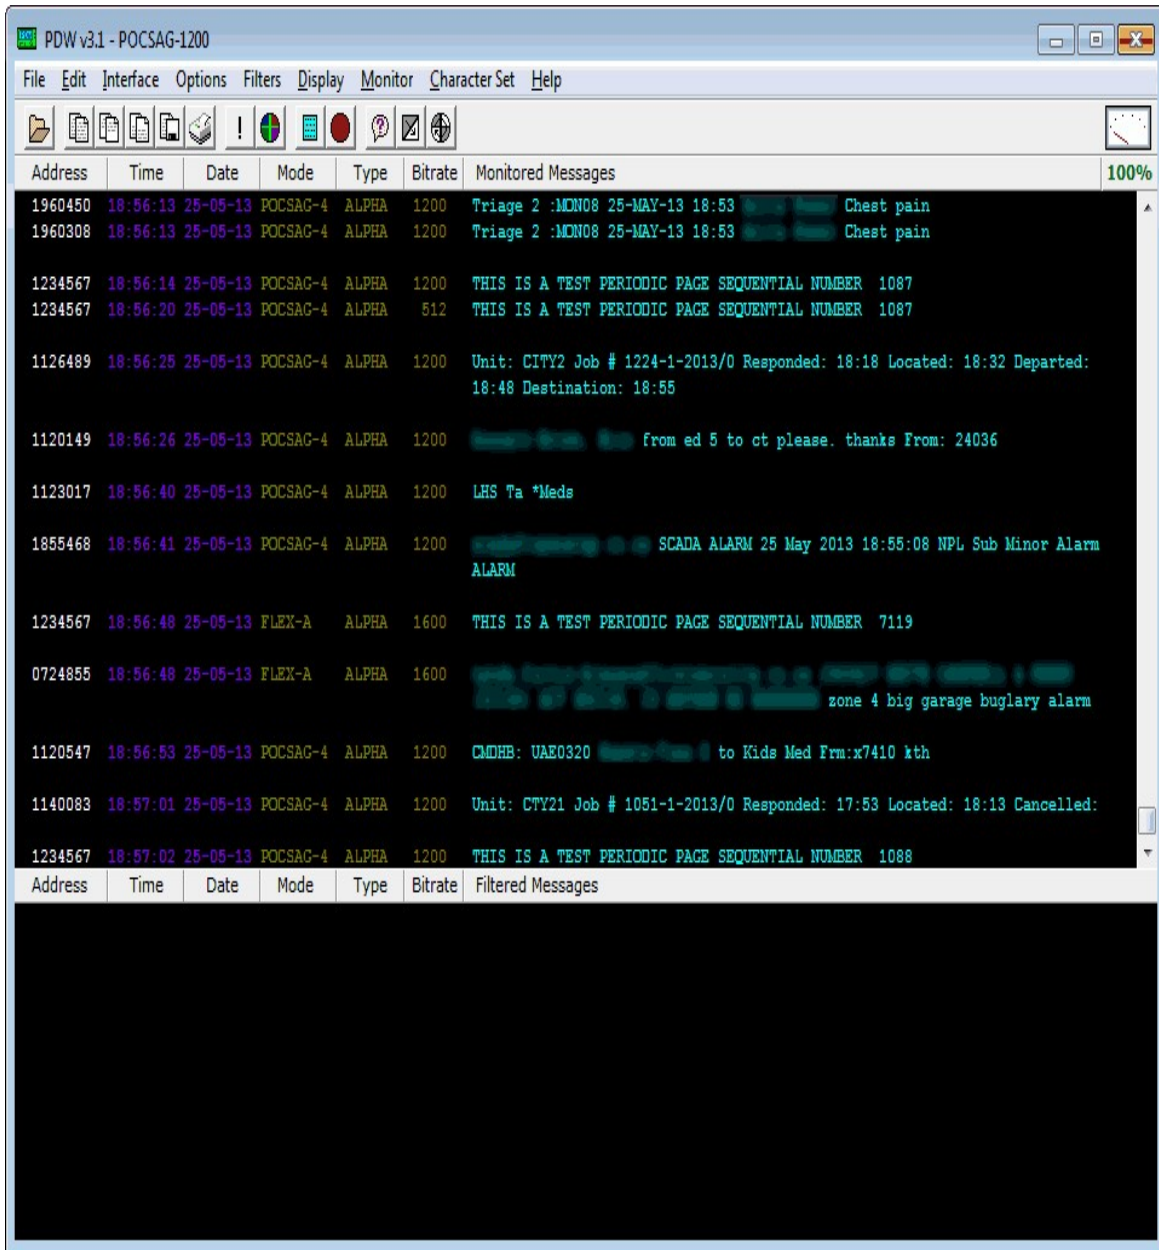 PDW v3.1 - POCSAG-1200
File Edit Interface Options Filters Display Monitor Character Set Help
Address Time Date Mode Type Bitrate Monitored Messages 100%
1960450 18:56:13 25-05-13 POCSAG-4 ALPHA 1200 Triage 2 :MDN08 25-MAY-13 18:53 Chest pain
1960308 18:56:13 25-05-13 POCSAG-4 ALPHA 1200 Triage 2 :MDN08 25-MAY-13 18:53 Chest pain
1234567 18:56:14 25-05-13 POCSAG-4 ALPHA 1200 THIS IS A TEST PERIODIC PAGE SEQUENTIAL NUMBER 1087
1234567 18:56:20 25-05-13 POCSAG-4 ALPHA 512 THIS IS A TEST PERIODIC PAGE SEQUENTIAL NUMBER 1087
1126489 18:56:25 25-05-13 POCSAG-4 ALPHA 1200 Unit: CITY2 Job # 1224-1-2013/0 Responded: 18:18 Located: 18:32 Departed:
18:48 Destination: 18:55
1120149 18:56:26 25-05-13 POCSAG-4 ALPHA 1200 from ed 5 to ct please. thanks From: 24036
1123017 18:56:40 25-05-13 POCSAG-4 ALPHA 1200 LHS Ta *Meds
1855468 18:56:41 25-05-13 POCSAG-4 ALPHA 1200 SCADA ALARM 25 May 2013 18:55:08 NPL Sub Minor Alarm
ALARM
1234567 18:56:48 25-05-13 FLEX-A ALPHA 1600 THIS IS A TEST PERIODIC PAGE SEQUENTIAL NUMBER 7119
0724855 18:56:48 25-05-13 FLEX-A ALPHA 1600
zone 4 big garage buglary alarm
1120547 18:56:53 25-05-13 POCSAG-4 ALPHA 1200 CMDHB: UAE0320 to Kids Med Frm:x7410 kth
1140083 18:57:01 25-05-13 POCSAG-4 ALPHA 1200 Unit: CTY21 Job # 1051-1-2013/0 Responded: 17:53 Located: 18:13 Cancelled:
1234567 18:57:02 25-05-13 POCSAG-4 ALPHA 1200 THIS IS A TEST PERIODIC PAGE SEQUENTIAL NUMBER 1088
Address Time Date Mode Type Bitrate Filtered Messages